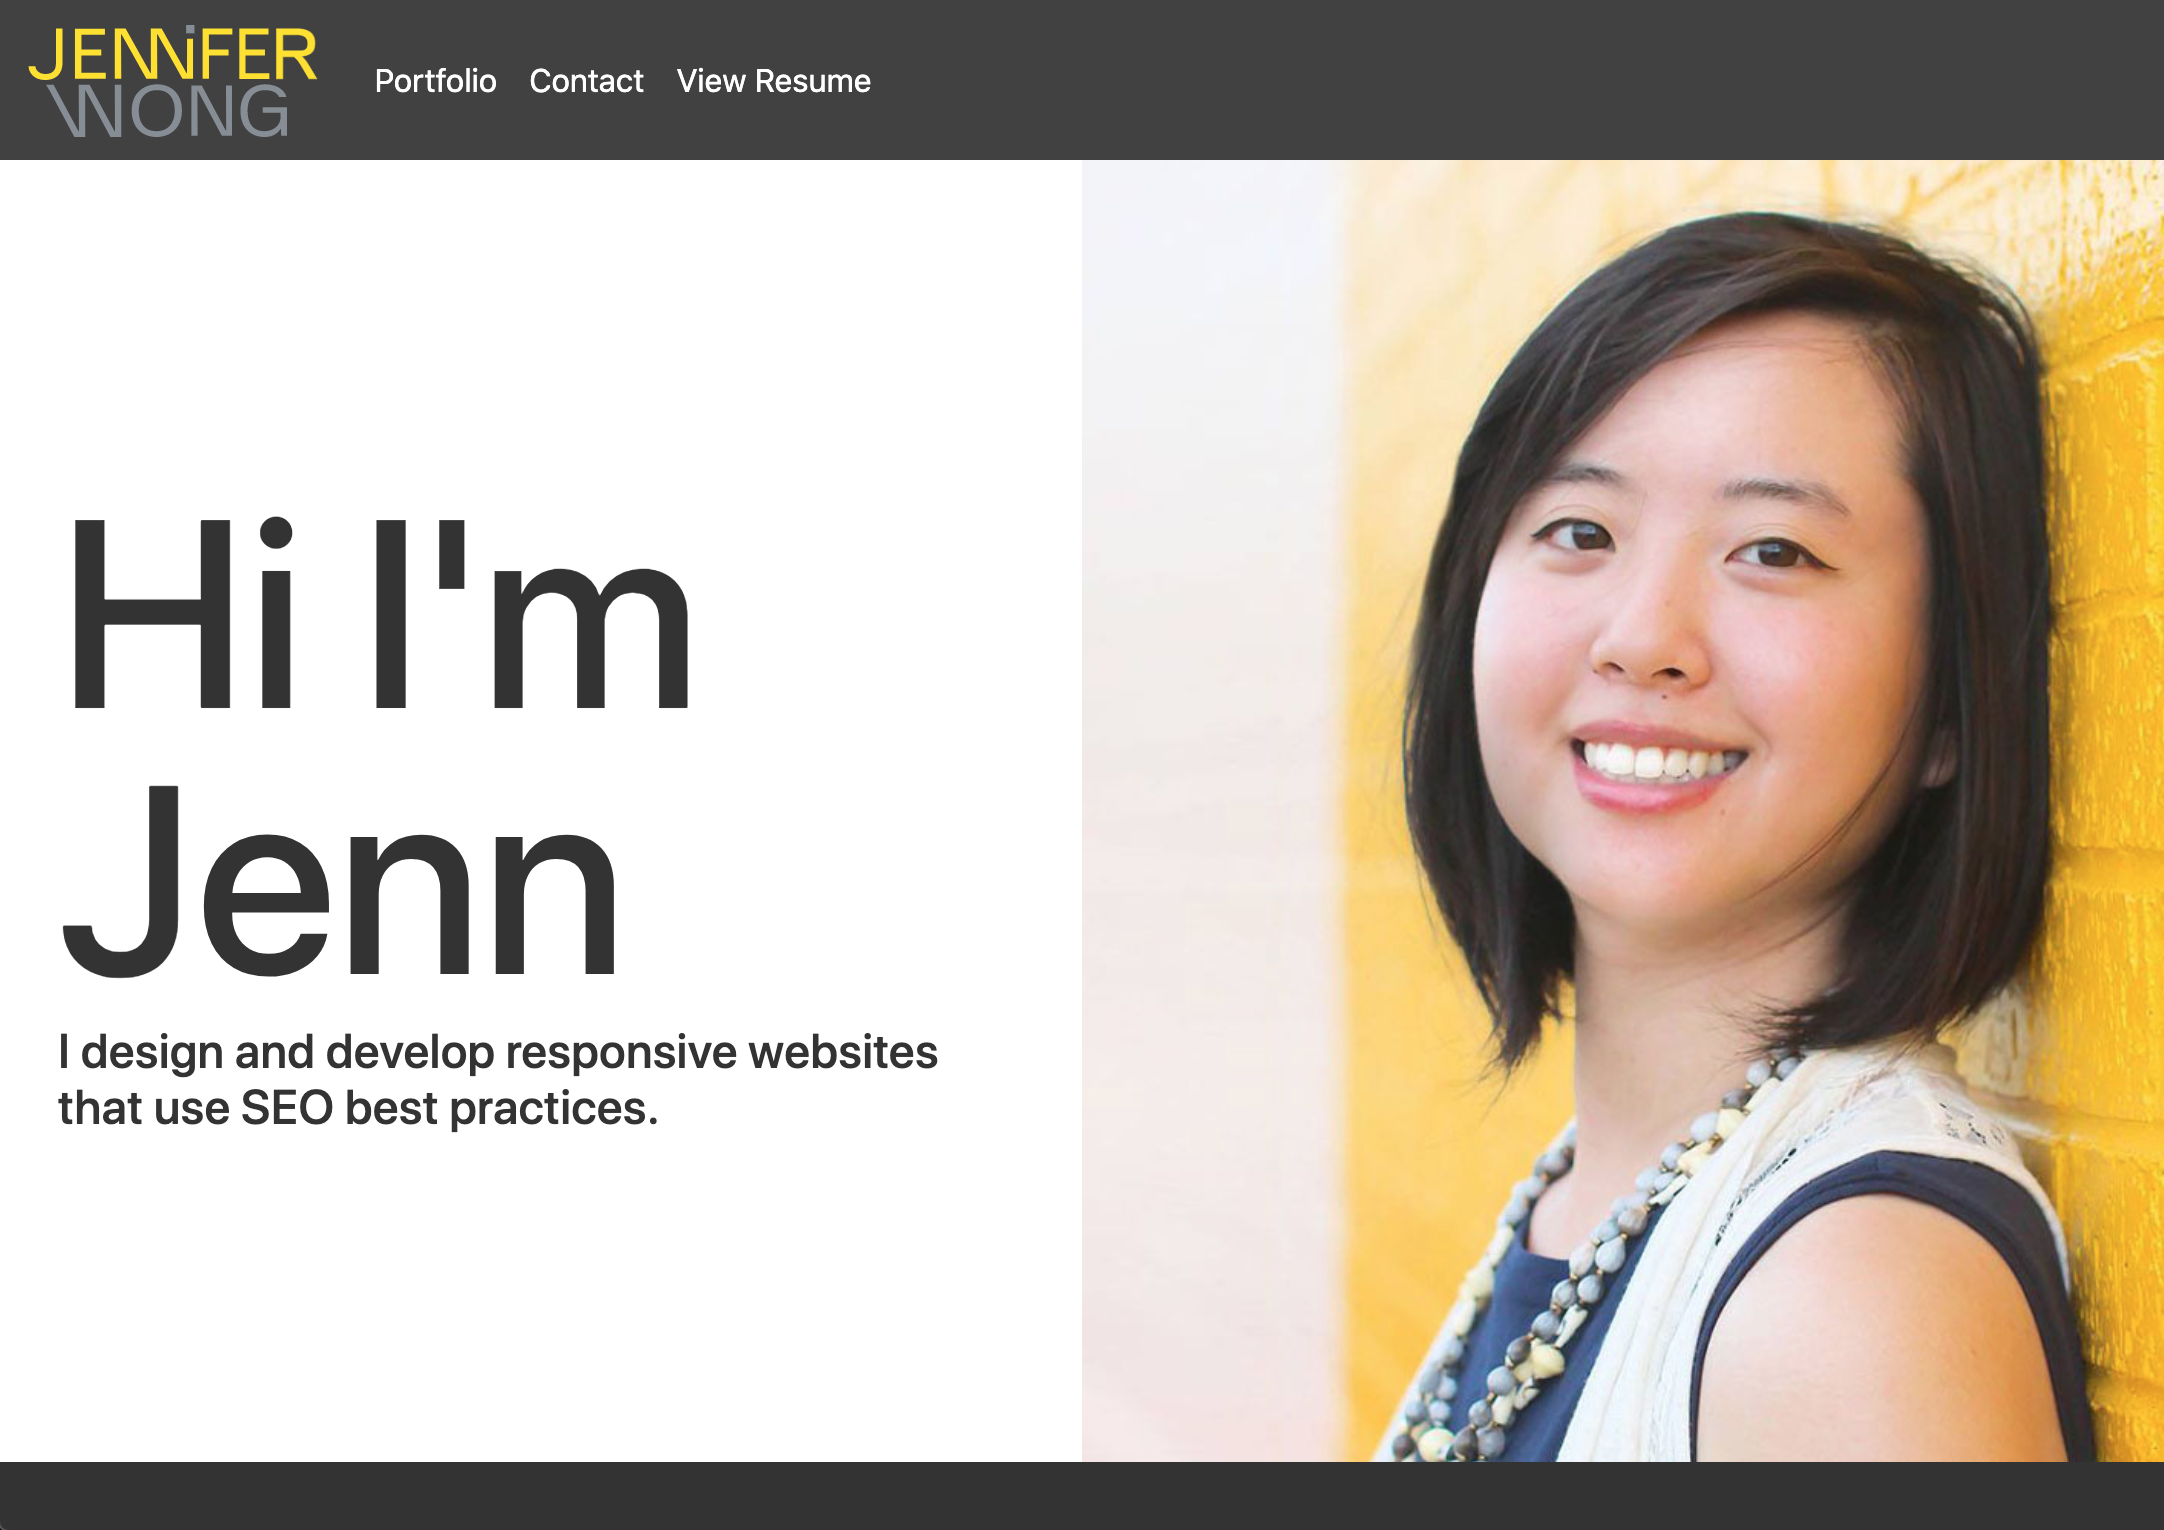 JENNiFER
WONG
Portfolio Contact View Resume
Hi I'm
Jenn
I design and develop responsive websites
that use SEO best practices.